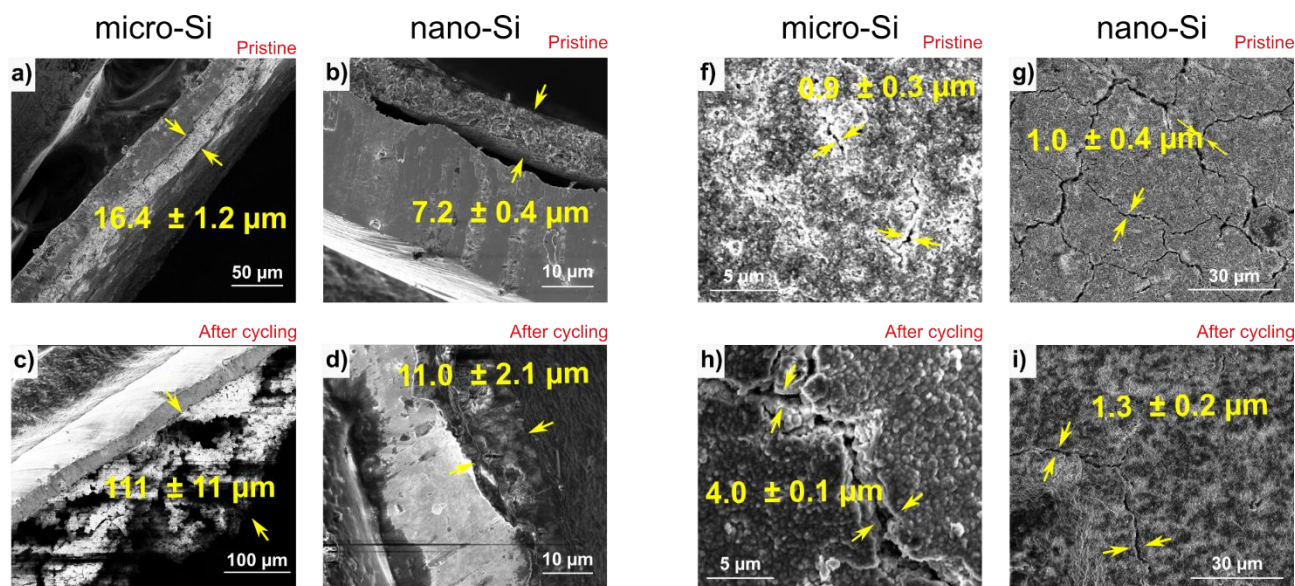 micro-Si
nano-Si
micro-Si
nano-Si
Pristine
Pristine
Pristine
Pristine
a)
b)
f)
g)
16.4 ± 1.2 µm
7.2 ± 0.4 µm
0.9 ± 0.3 µm
1.0 ± 0.4 µm
50 µm
10 µm
5 µm
30 µm
After cycling
After cycling
After cycling
After cycling
c)
d)
h)
i)
111 ± 11 µm
11.0 ± 2.1 µm
4.0 ± 0.1 µm
1.3 ± 0.2 µm
100 µm
10 µm
5 µm
30 µm